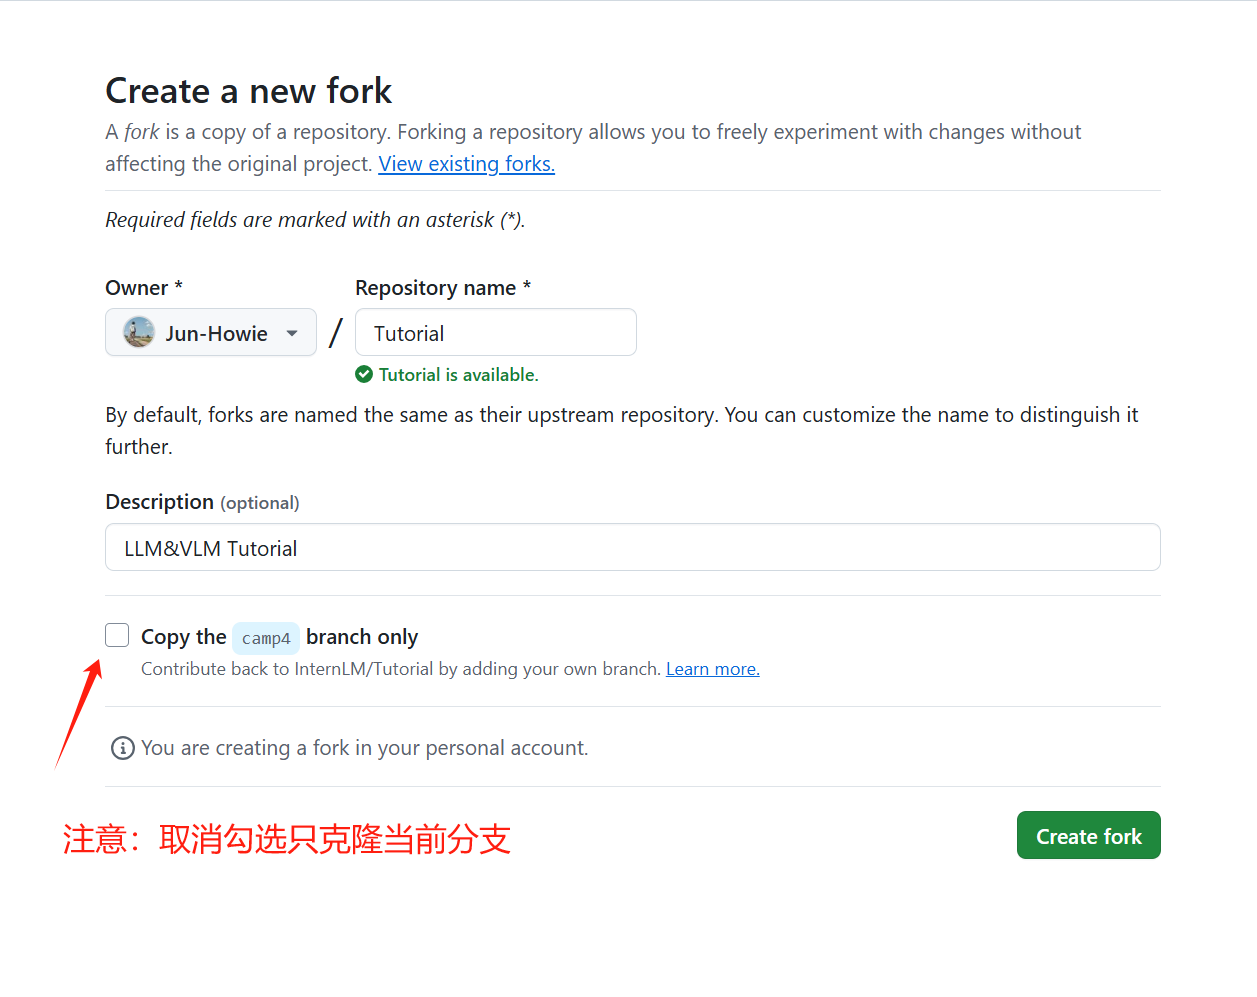 Create a new fork
A fork is a copy of a repository. Forking a repository allows you to freely experiment with changes without
affecting the original project. View existing forks.
Required fields are marked with an asterisk (*).
Owner *
Repository name *
Jun-Howie
/
Tutorial
Tutorial is available.
By default, forks are named the same as their upstream repository. You can customize the name to distinguish it
further.
Description (optional)
LLM&VLM Tutorial
Copy the camp4 branch only
Contribute back to InternLM/Tutorial by adding your own branch. Learn more.
You are creating a fork in your personal account.
注意：取消勾选只克隆当前分支
Create fork